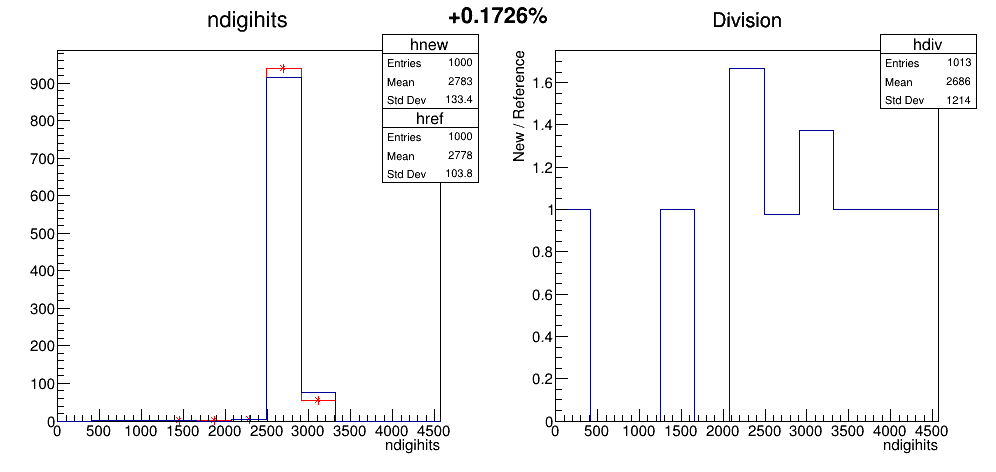 +0.1726%
ndigihits
hnew
Entries 1000
Mean 2783
Std Dev 133.4
href
Entries 1000
Mean 2778
Std Dev 103.8
900
800
700
600
500
400
300
200
100
0
0 500 1000 1500 2000 2500 3000 3500 4000 4500
ndigihits
Division
hdiv
Entries 1013
Mean 2686
Std Dev 1214
New / Reference
1.6
1.4
1.2
1
0.8
0.6
0.4
0.2
0
0 500 1000 1500 2000 2500 3000 3500 4000 4500
ndigihits